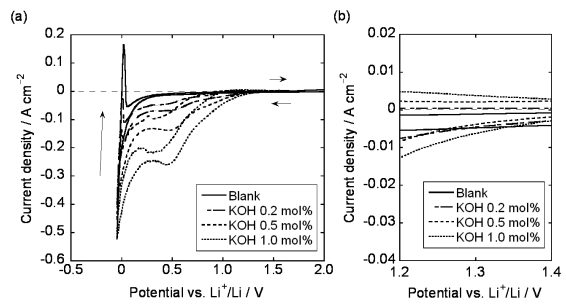 (a)
0.2
0.1
0
-0.1
-0.2
-0.3
-0.4
-0.5
-0.6
Current density / A cm⁻²
-0.5
0
0.5
1.0
1.5
2.0
Potential vs. Li⁺/Li / V
Blank
KOH 0.2 mol%
KOH 0.5 mol%
KOH 1.0 mol%
(b)
0.02
0.01
0
-0.01
-0.02
-0.03
-0.04
Current density / A cm⁻²
1.2
1.3
1.4
Potential vs. Li⁺/Li / V
Blank
KOH 0.2 mol%
KOH 0.5 mol%
KOH 1.0 mol%